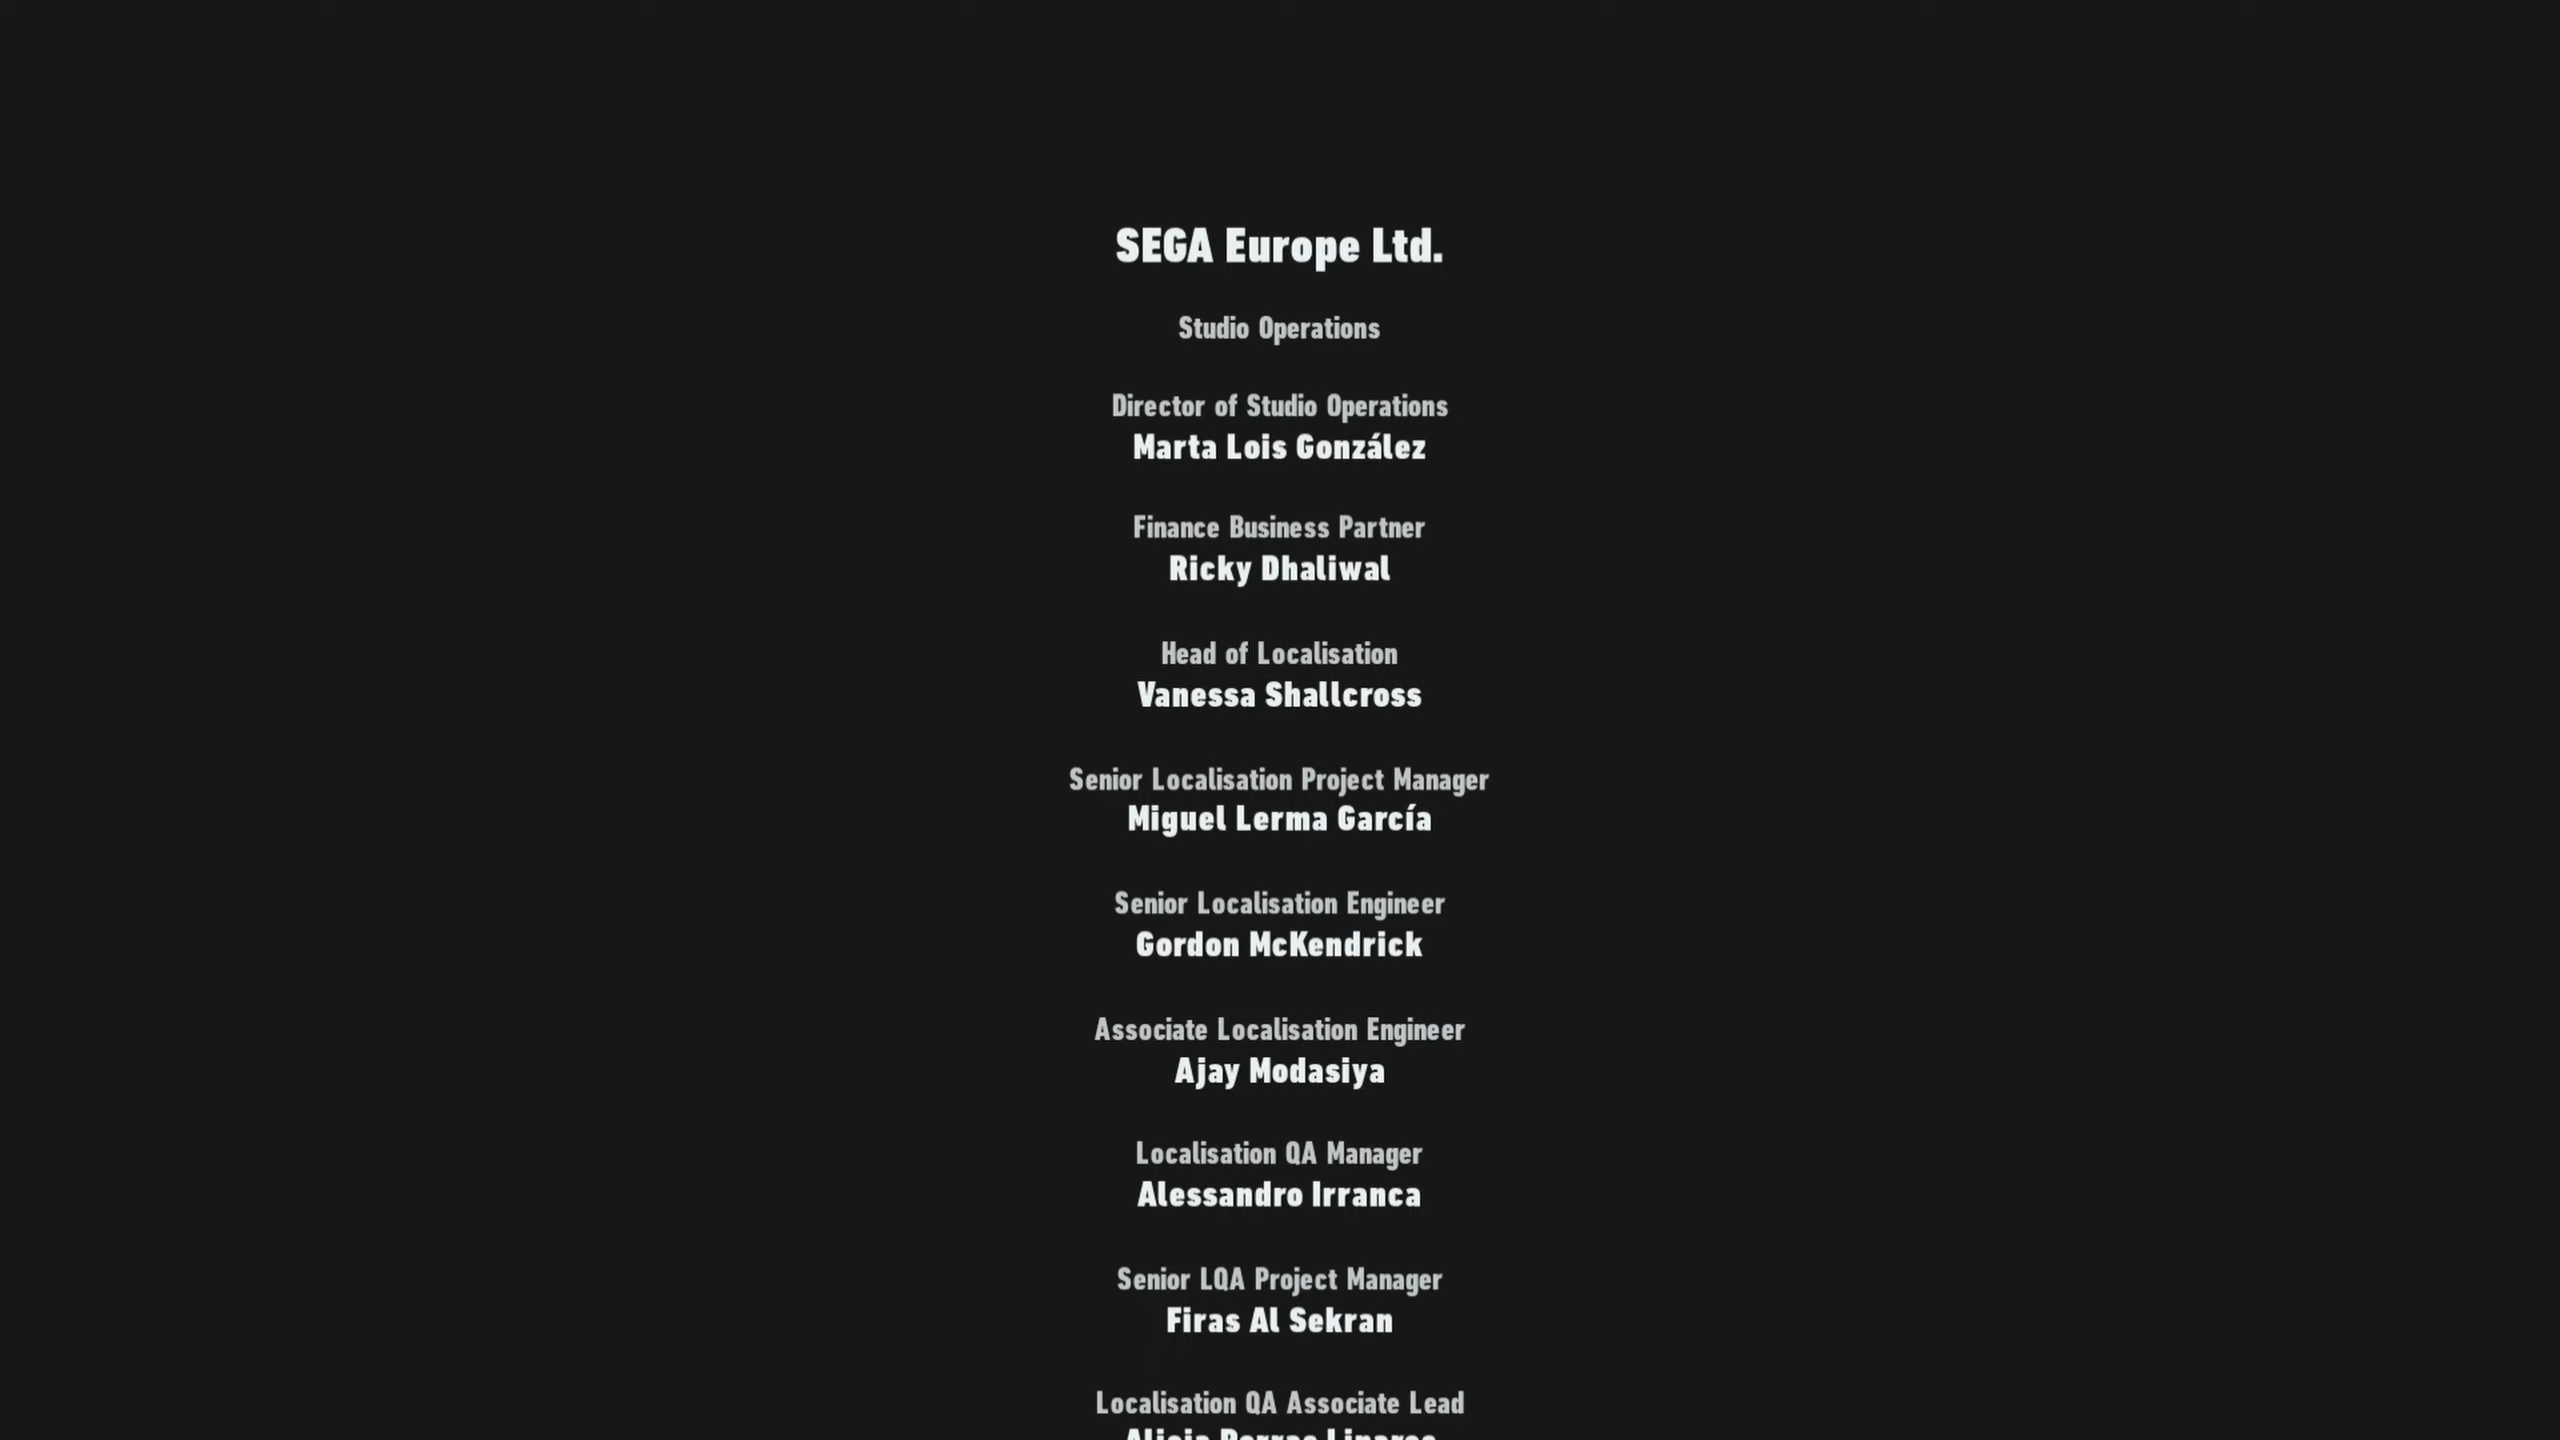 SEGA Europe Ltd.
Studio Operations
Director of Studio Operations
Marta Lois González
Finance Business Partner
Ricky Dhaliwal
Head of Localisation
Vanessa Shallcross
Senior Localisation Project Manager
Miguel Lerma García
Senior Localisation Engineer
Gordon McKendrick
Associate Localisation Engineer
Ajay Modasiya
Localisation QA Manager
Alessandro Irranca
Senior LQA Project Manager
Firas Al Sekran
Localisation QA Associate Lead